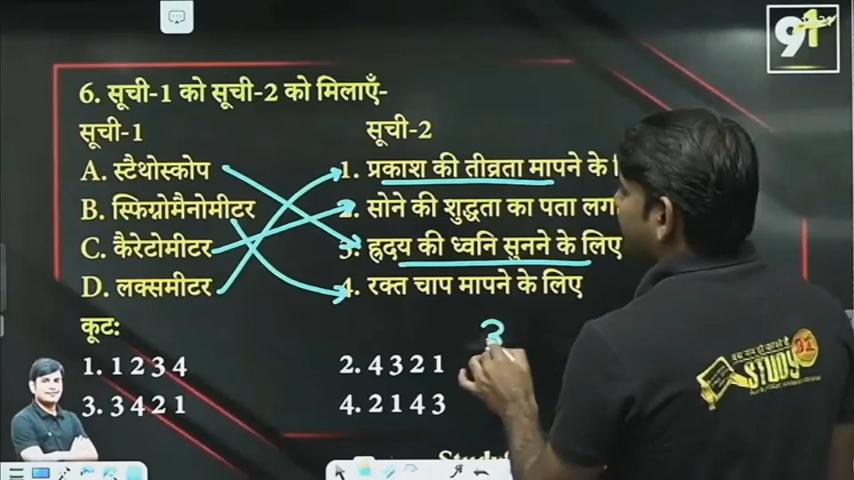 91
6. सूची-1 को सूची-2 को मिलाएँ-
सूची-1 सूची-2
A. स्टैथोस्कोप 1. प्रकाश की तीव्रता मापने के
B. स्फिग्नोमैनोमीटर 2. सोने की शुद्धता का पता
C. कैरेटोमीटर 3. ह्रदय की ध्वनि सुनने के लिए
D. लक्समीटर 4. रक्त चाप मापने के लिए
कूट:
3
1. 1 2 3 4 2. 4 3 2 1
3. 3 4 2 1 4. 2 1 4 3
91
STUDY